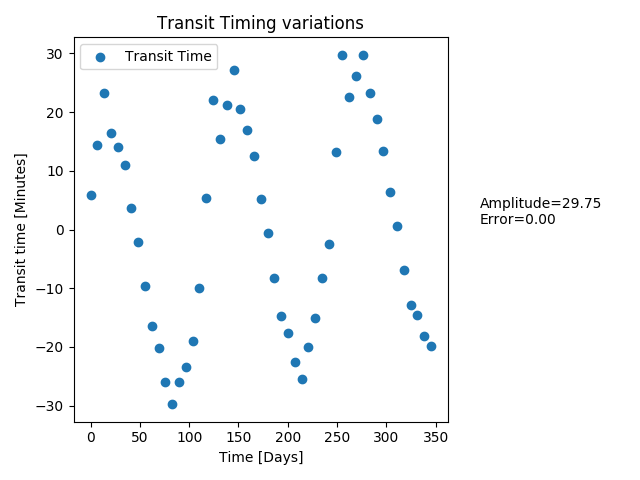 Transit Timing variations
Transit Time
30
20
10
0
−10
−20
−30
Transit time [Minutes]
0 50 100 150 200 250 300 350
Time [Days]
Amplitude=29.75
Error=0.00